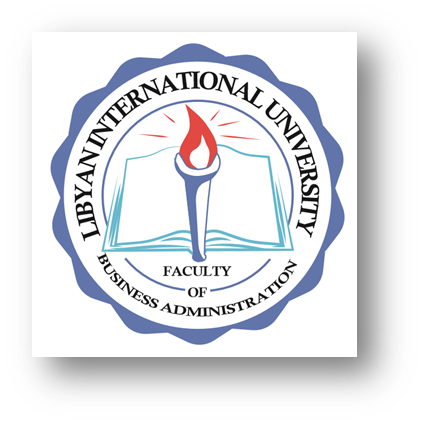 LIBYAN INTERNATIONAL UNIVERSITY
FACULTY
OF
BUSINESS ADMINISTRATION